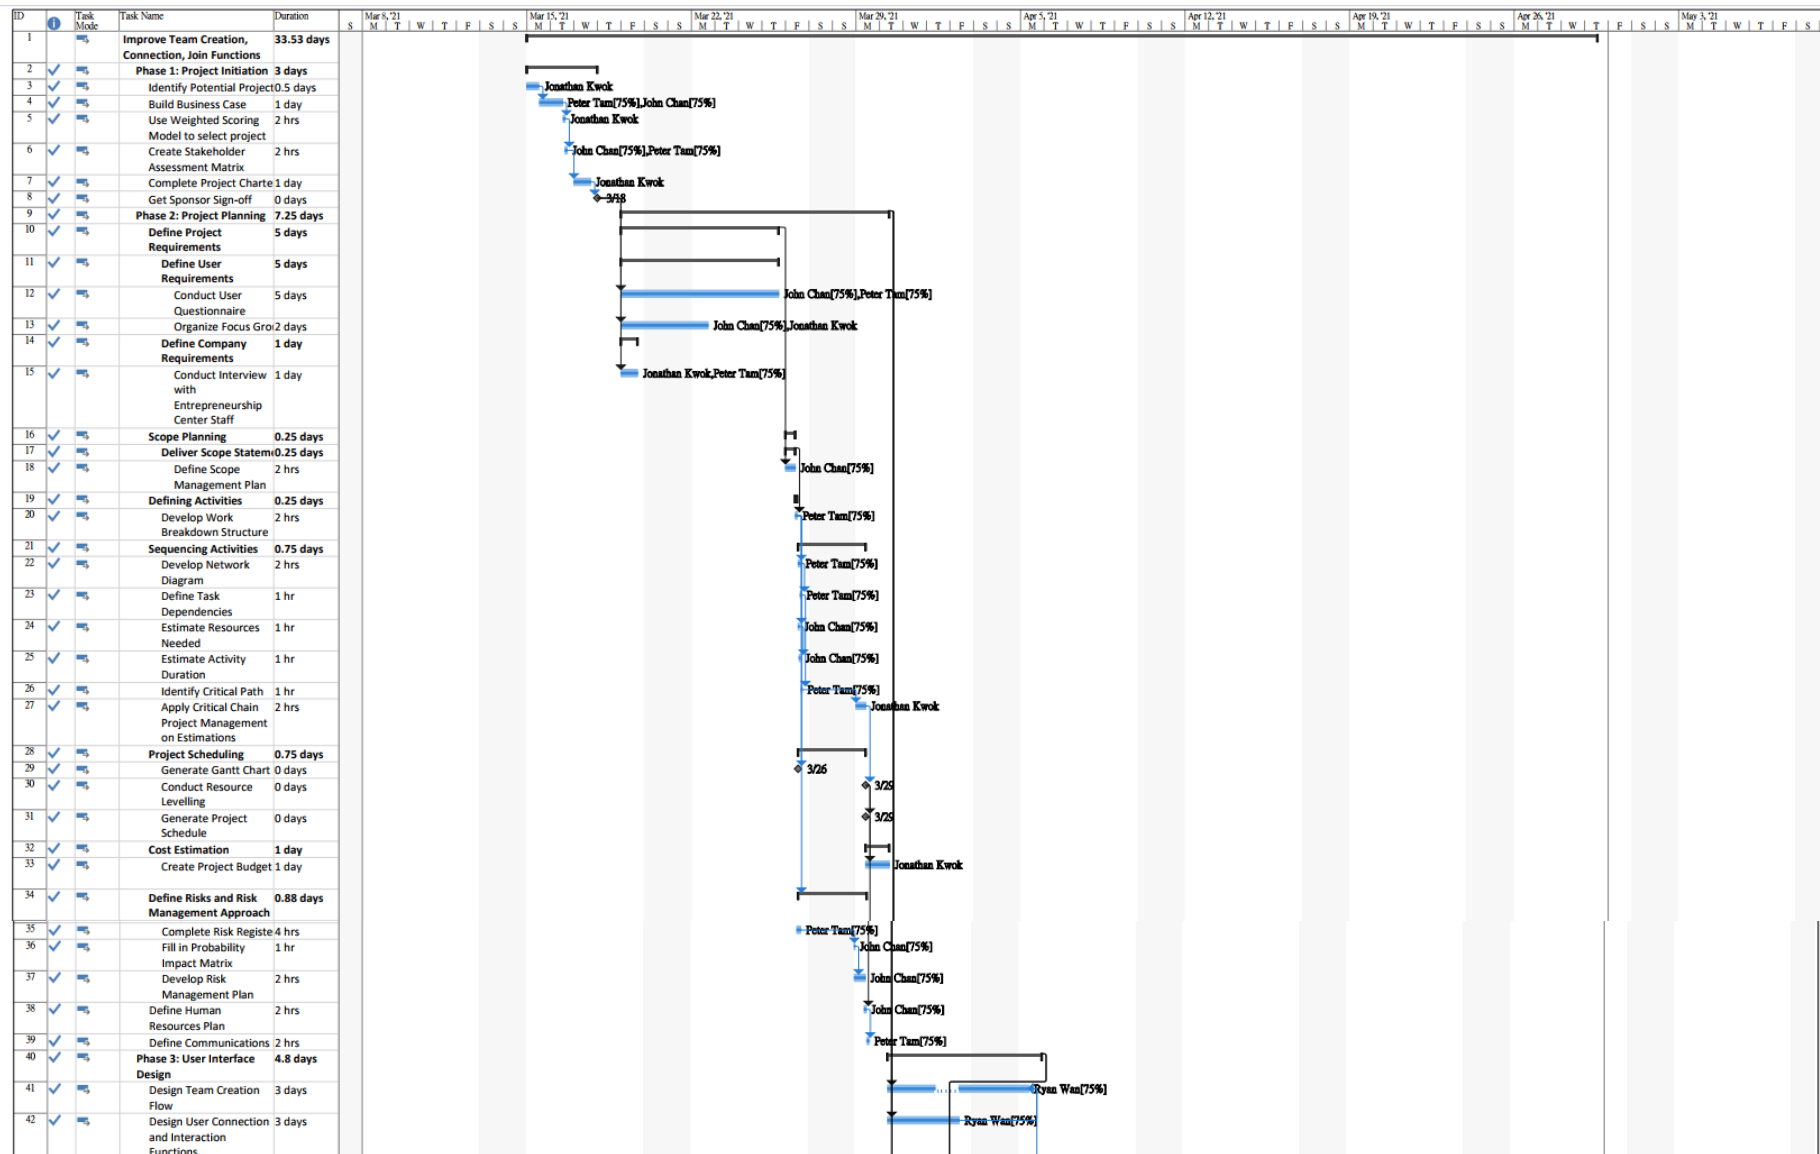 ID Task Mode Task Name Duration Mar 8, '21 Mar 15, '21 Mar 22, '21 Mar 29, '21 Apr 5, '21 Apr 12, '21 Apr 19, '21 Apr 26, '21 May 3, '21
S M T W T F S S M T W T F S S M T W T F S S M T W T F S S M T W T F S S M T W T F S S M T W T F S S M T W T F S S M T W T F S
1 Improve Team Creation, 33.53 days
Connection, Join Functions
2 Phase 1: Project Initiation 3 days
3 Identify Potential Project 0.5 days Jonathan Kwok
4 Build Business Case 1 day Peter Tam[75%],John Chan[75%]
5 Use Weighted Scoring 2 hrs Jonathan Kwok
Model to select project
6 Create Stakeholder 2 hrs John Chan[75%],Peter Tam[75%]
Assessment Matrix
7 Complete Project Charte 1 day Jonathan Kwok
8 Get Sponsor Sign-off 0 days 3/18
9 Phase 2: Project Planning 7.25 days
10 Define Project 5 days
Requirements
11 Define User 5 days
Requirements
12 Conduct User 5 days John Chan[75%],Peter Tam[75%]
Questionnaire
13 Organize Focus Gro 2 days John Chan[75%],Jonathan Kwok
14 Define Company 1 day
Requirements
15 Conduct Interview 1 day Jonathan Kwok,Peter Tam[75%]
with
Entrepreneurship
Center Staff
16 Scope Planning 0.25 days
17 Deliver Scope Statem 0.25 days
18 Define Scope 2 hrs John Chan[75%]
Management Plan
19 Defining Activities 0.25 days
20 Develop Work 2 hrs Peter Tam[75%]
Breakdown Structure
21 Sequencing Activities 0.75 days
22 Develop Network 2 hrs Peter Tam[75%]
Diagram
23 Define Task 1 hr Peter Tam[75%]
Dependencies
24 Estimate Resources 1 hr John Chan[75%]
Needed
25 Estimate Activity 1 hr John Chan[75%]
Duration
26 Identify Critical Path 1 hr Peter Tam[75%]
27 Apply Critical Chain 2 hrs Jonathan Kwok
Project Management
on Estimations
28 Project Scheduling 0.75 days
29 Generate Gantt Chart 0 days 3/26
30 Conduct Resource 0 days 3/29
Levelling
31 Generate Project 0 days 3/29
Schedule
32 Cost Estimation 1 day
33 Create Project Budget 1 day Jonathan Kwok
34 Define Risks and Risk 0.88 days
Management Approach
35 Complete Risk Registe 4 hrs Peter Tam[75%]
36 Fill in Probability 1 hr John Chan[75%]
Impact Matrix
37 Develop Risk 2 hrs John Chan[75%]
Management Plan
38 Define Human 2 hrs John Chan[75%]
Resources Plan
39 Define Communications 2 hrs Peter Tam[75%]
40 Phase 3: User Interface 4.8 days
Design
41 Design Team Creation 3 days Ryan Wan[75%]
Flow
42 Design User Connection 3 days Ryan Wan[75%]
and Interaction
Functions